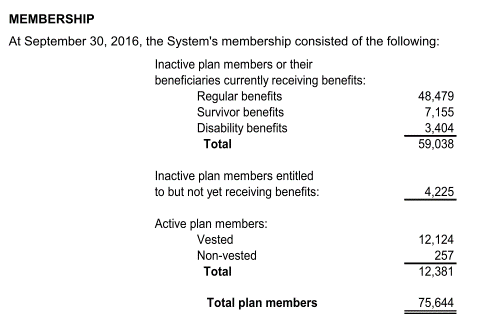 MEMBERSHIP
At September 30, 2016, the System's membership consisted of the following:
Inactive plan members or their
beneficiaries currently receiving benefits:
Regular benefits 48,479
Survivor benefits 7,155
Disability benefits 3,404
Total 59,038
Inactive plan members entitled
to but not yet receiving benefits: 4,225
Active plan members:
Vested 12,124
Non-vested 257
Total 12,381
Total plan members 75,644